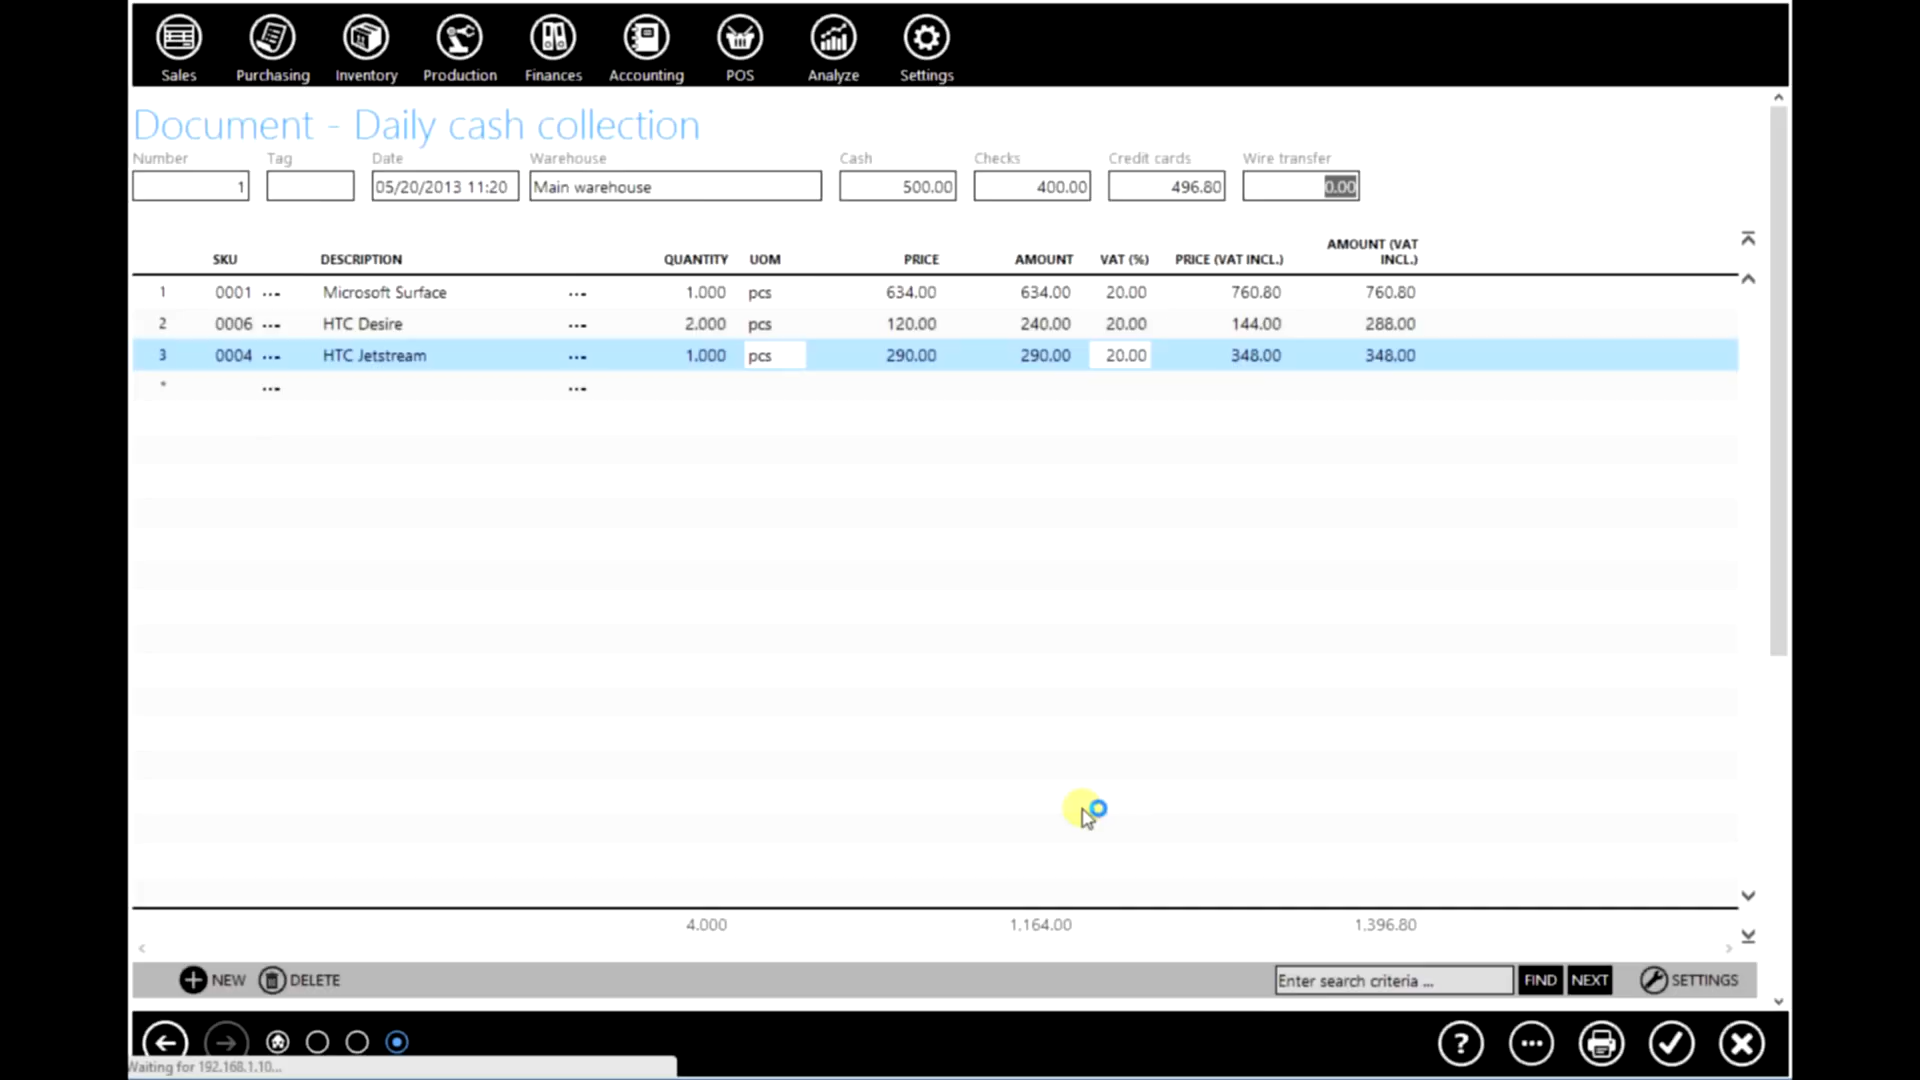 Sales Purchasing Inventory Production Finances Accounting POS Analyze Settings
Document - Daily cash collection
Number Tag Date Warehouse Cash Checks Credit cards Wire transfer
1 05/20/2013 11:20 Main warehouse 500.00 400.00 496.80 0.00
SKU DESCRIPTION QUANTITY UOM PRICE AMOUNT VAT (%) PRICE (VAT INCL.) AMOUNT (VAT INCL.)
1 0001 ... Microsoft Surface ... 1.000 pcs 634.00 634.00 20.00 760.80 760.80
2 0006 ... HTC Desire ... 2.000 pcs 120.00 240.00 20.00 144.00 288.00
3 0004 ... HTC Jetstream ... 1.000 pcs 290.00 290.00 20.00 348.00 348.00
* ... ...
4.000 1.164.00 1.396.80
NEW DELETE Enter search criteria ... FIND NEXT SETTINGS
Waiting for 192.168.1.10...